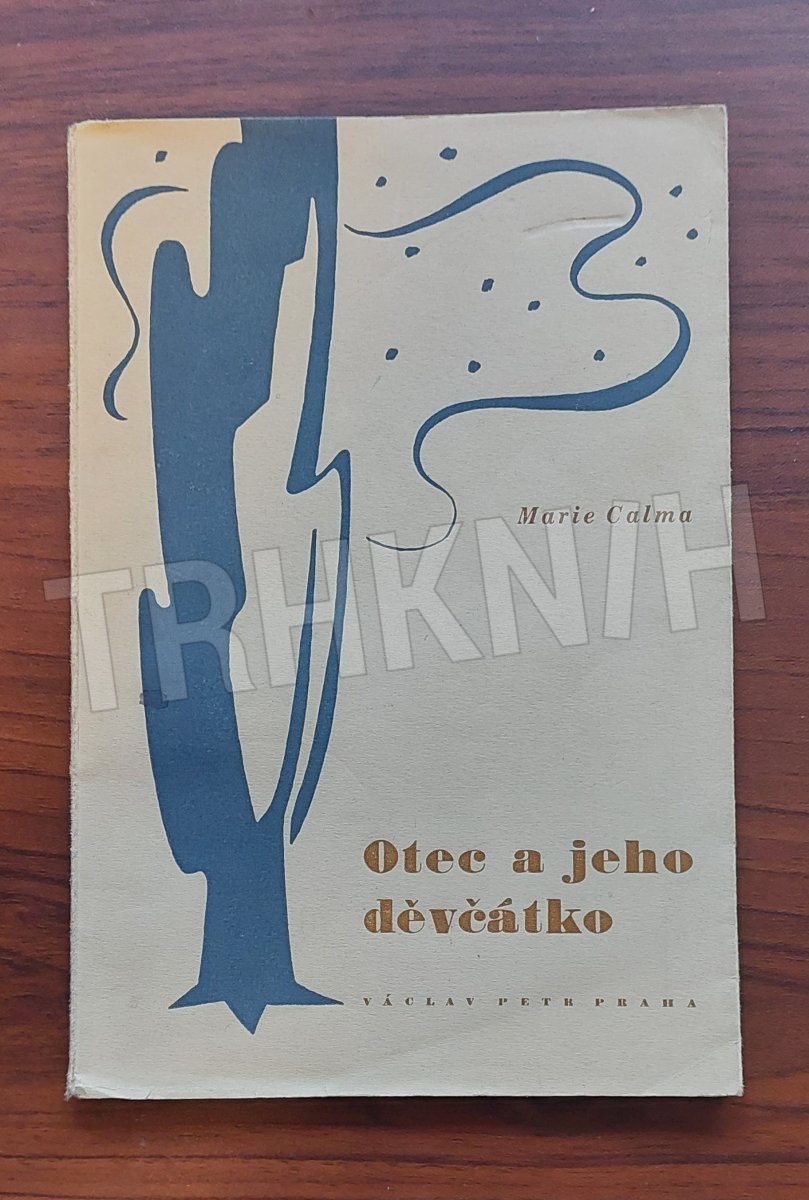 Marie Calma
TRHKNIH
Otec a jeho
děvčátko
VÁCLAV PETR PRAHA